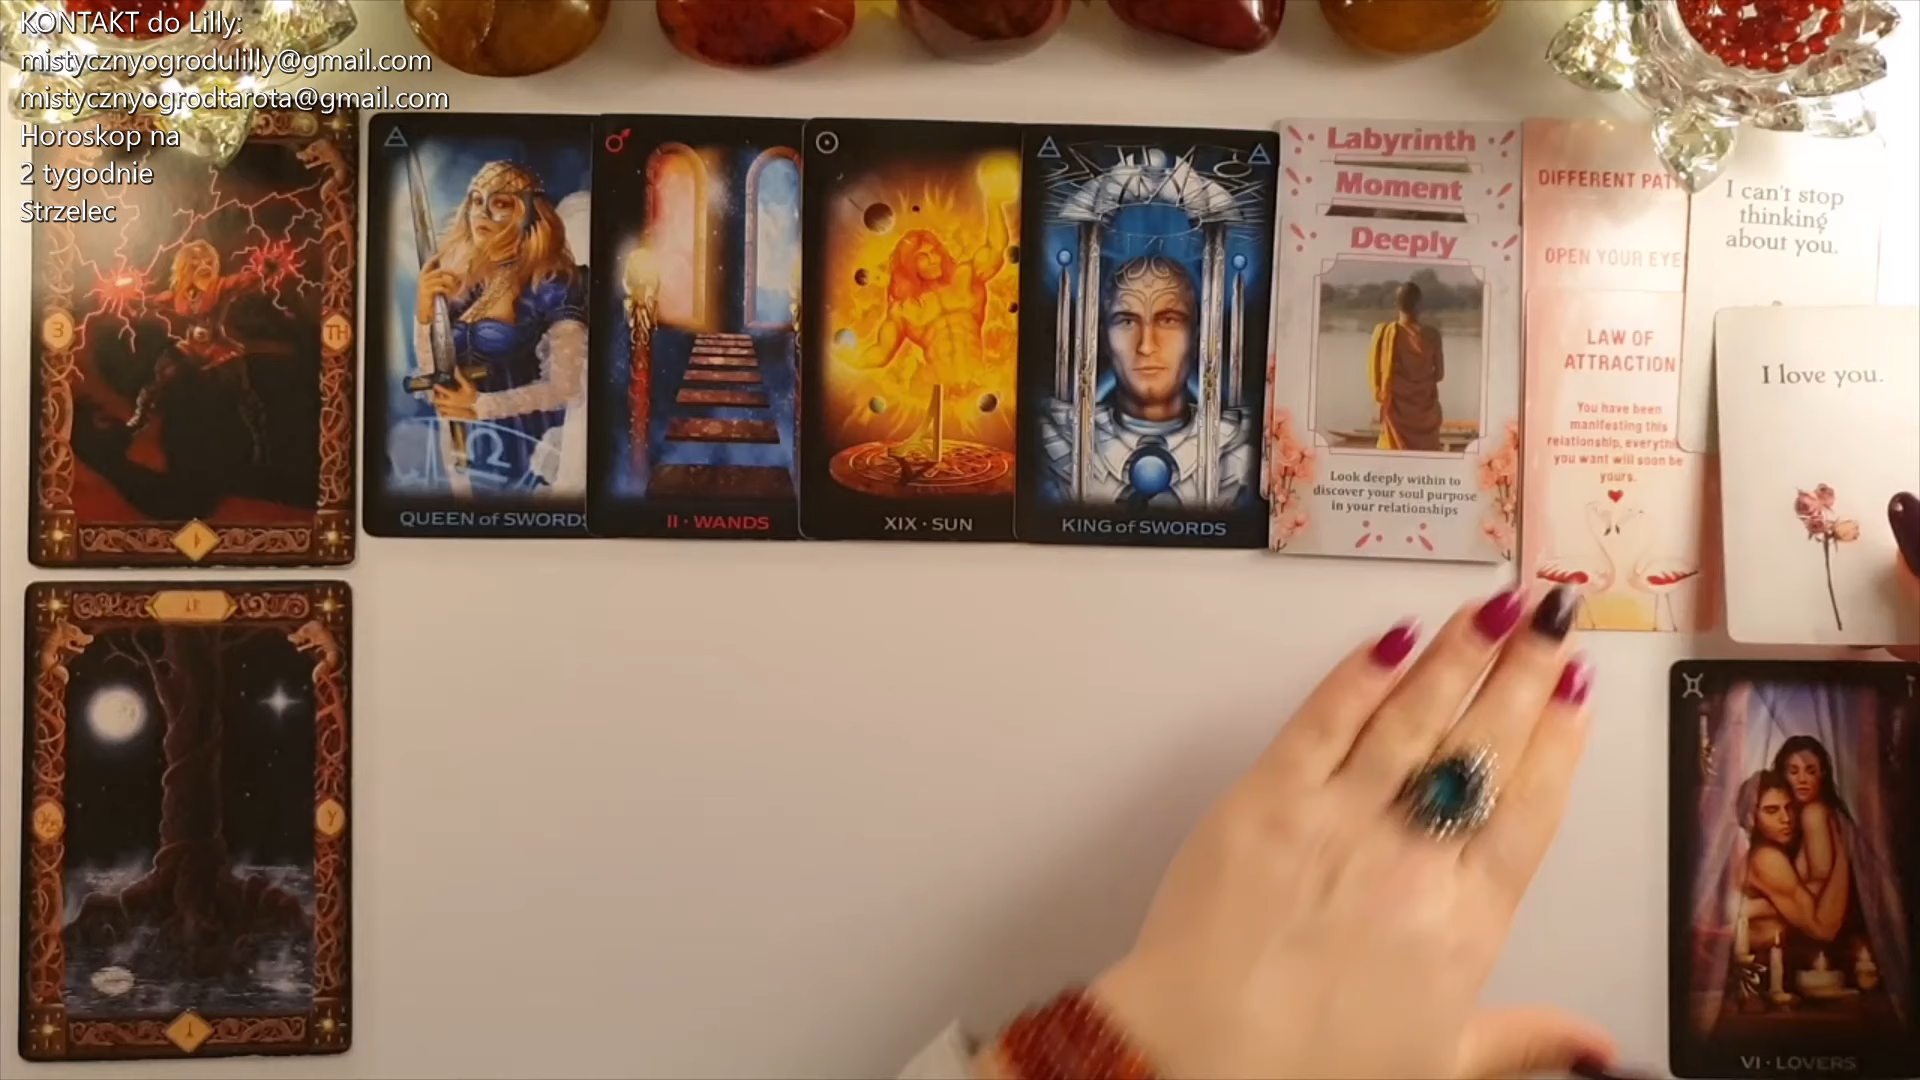 KONTAKT do Lilly:
mistycznyogrodulilly@gmail.com
mistycznyogrodtarota@gmail.com
Horoskop na
2 tygodnie
Strzelec
3
TH
Y
QUEEN of SWORDS
II · WANDS
XIX · SUN
KING of SWORDS
Labyrinth
Moment
Deeply
Look deeply within to
discover your soul purpose
in your relationships
DIFFERENT PAT
OPEN YOUR EYE
LAW OF
ATTRACTION
You have been
manifesting this
relationship, everythi
you want will soon be
yours.
I can't stop
thinking
about you.
I love you.
VI · LOVERS